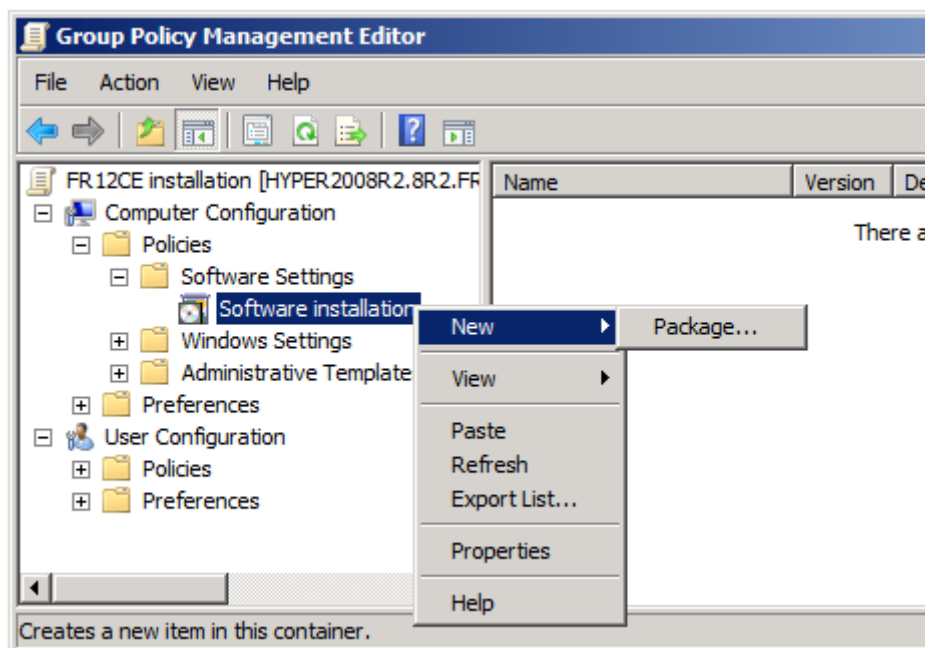 Group Policy Management Editor
File Action View Help
FR12CE installation [HYPER2008R2.8R2.FR
Name Version De
Computer Configuration
There a
Policies
Software Settings
Software installation
New Package...
Windows Settings
Administrative Template
View
Preferences
User Configuration
Paste
Policies
Refresh
Preferences
Export List...
Properties
Help
Creates a new item in this container.